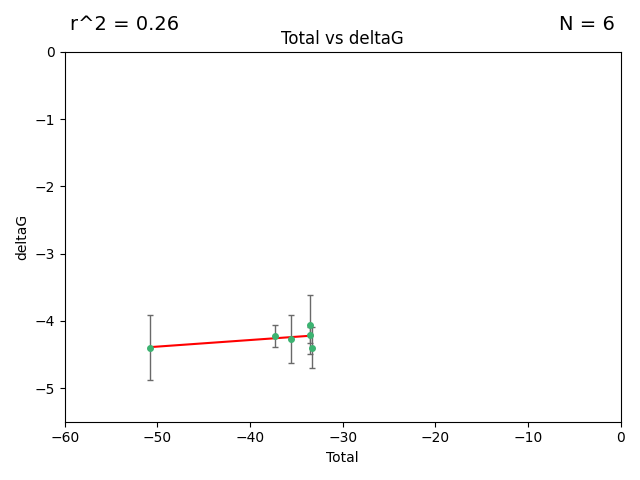 r^2 = 0.26
N = 6
Total vs deltaG
0
−1
−2
−3
−4
−5
deltaG
−60
−50
−40
−30
−20
−10
0
Total